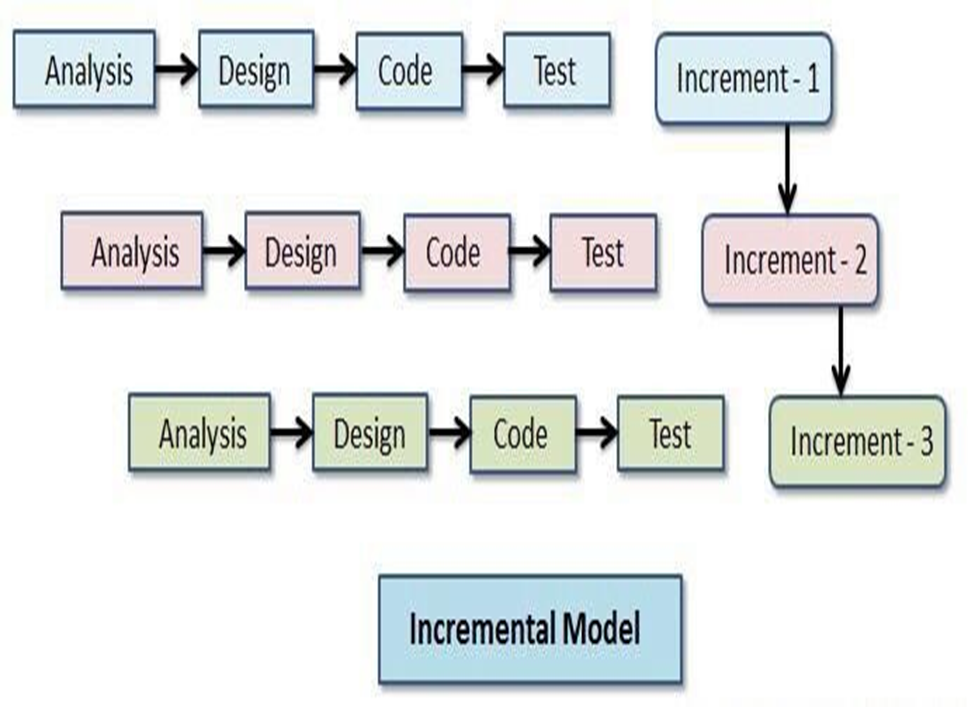 Analysis Design Code Test Increment - 1
Analysis Design Code Test Increment - 2
Analysis Design Code Test Increment - 3
Incremental Model